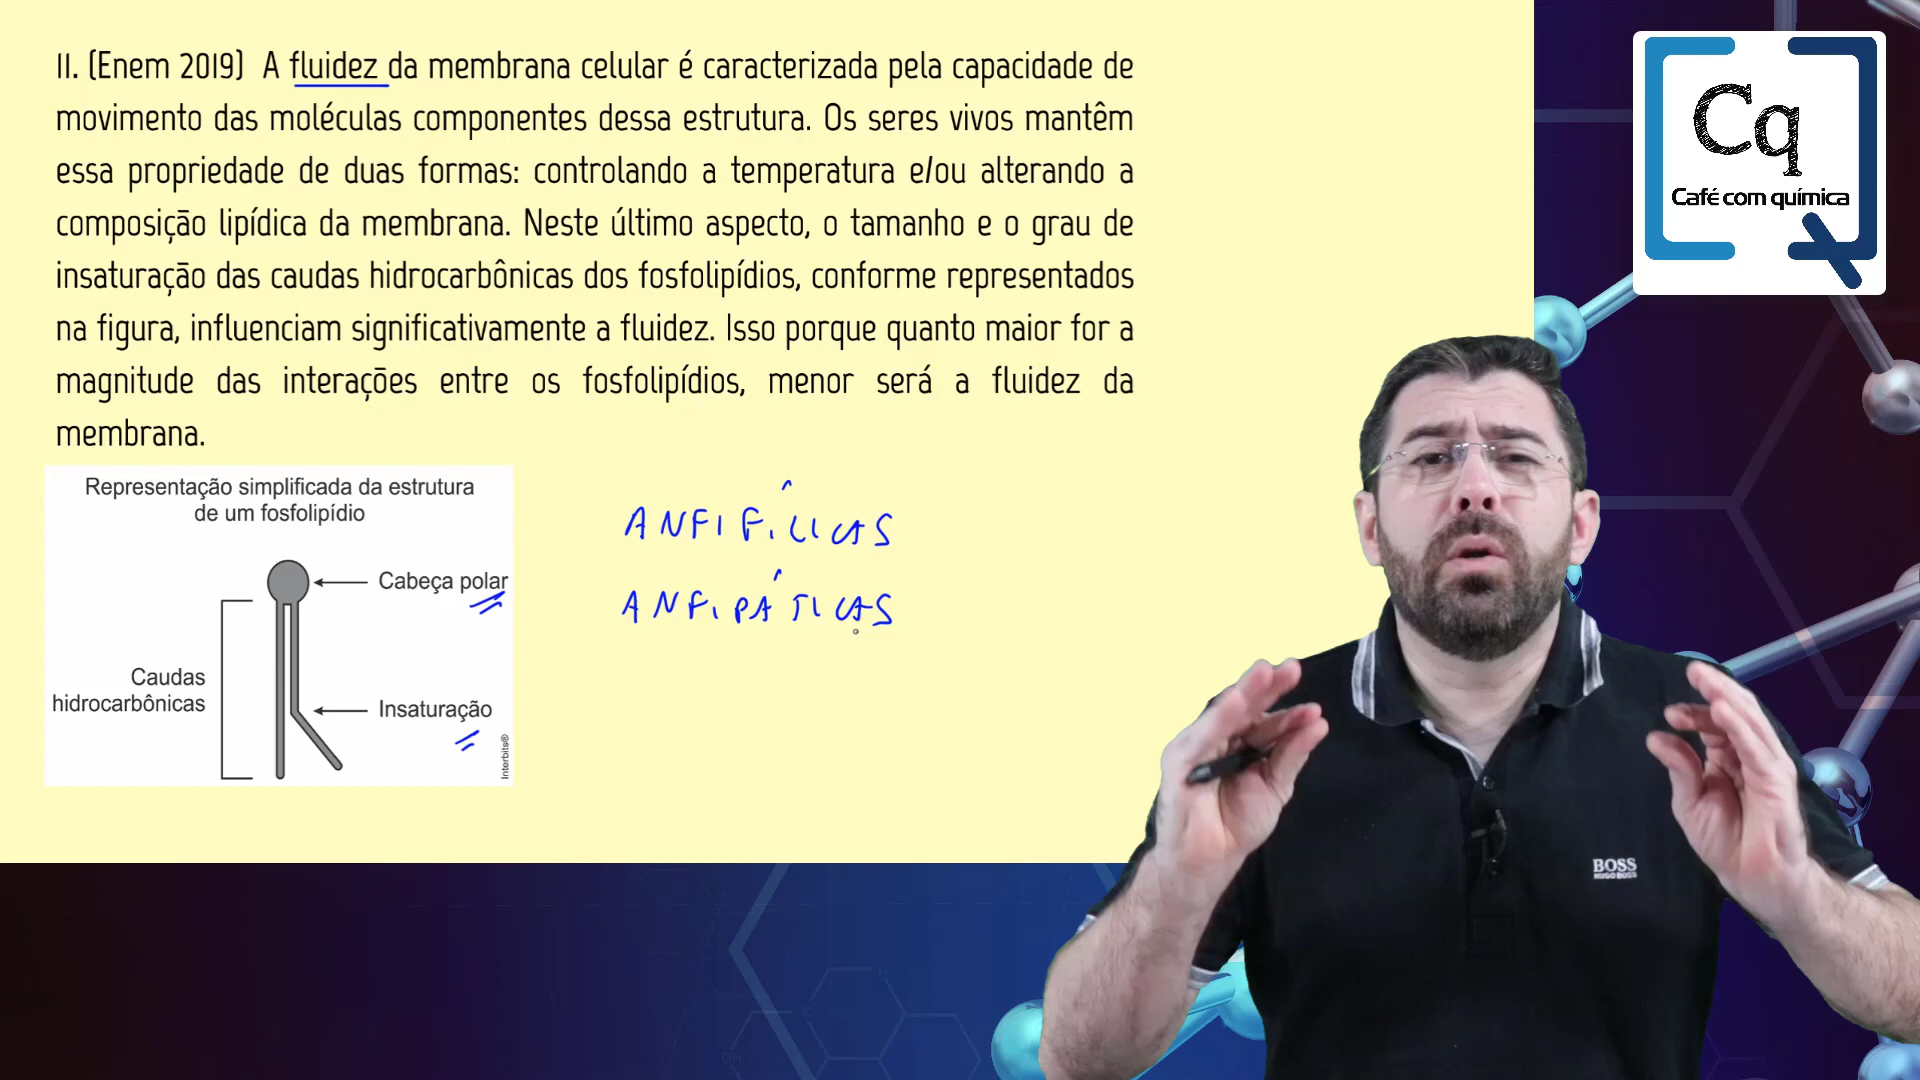 11. (Enem 2019) A fluidez da membrana celular é caracterizada pela capacidade de
movimento das moléculas componentes dessa estrutura. Os seres vivos mantêm
essa propriedade de duas formas: controlando a temperatura e/ou alterando a
composição lipídica da membrana. Neste último aspecto, o tamanho e o grau de
insaturação das caudas hidrocarbônicas dos fosfolipídios, conforme representados
na figura, influenciam significativamente a fluidez. Isso porque quanto maior for a
magnitude das interações entre os fosfolipídios, menor será a fluidez da
membrana.
Representação simplificada da estrutura
de um fosfolipídio
Cabeça polar
Caudas
hidrocarbônicas
Insaturação
Interbits®
ANFIFÍLICAS
ANFIPÁTICAS
Cq
Café com química
BOSS
HUGO BOSS